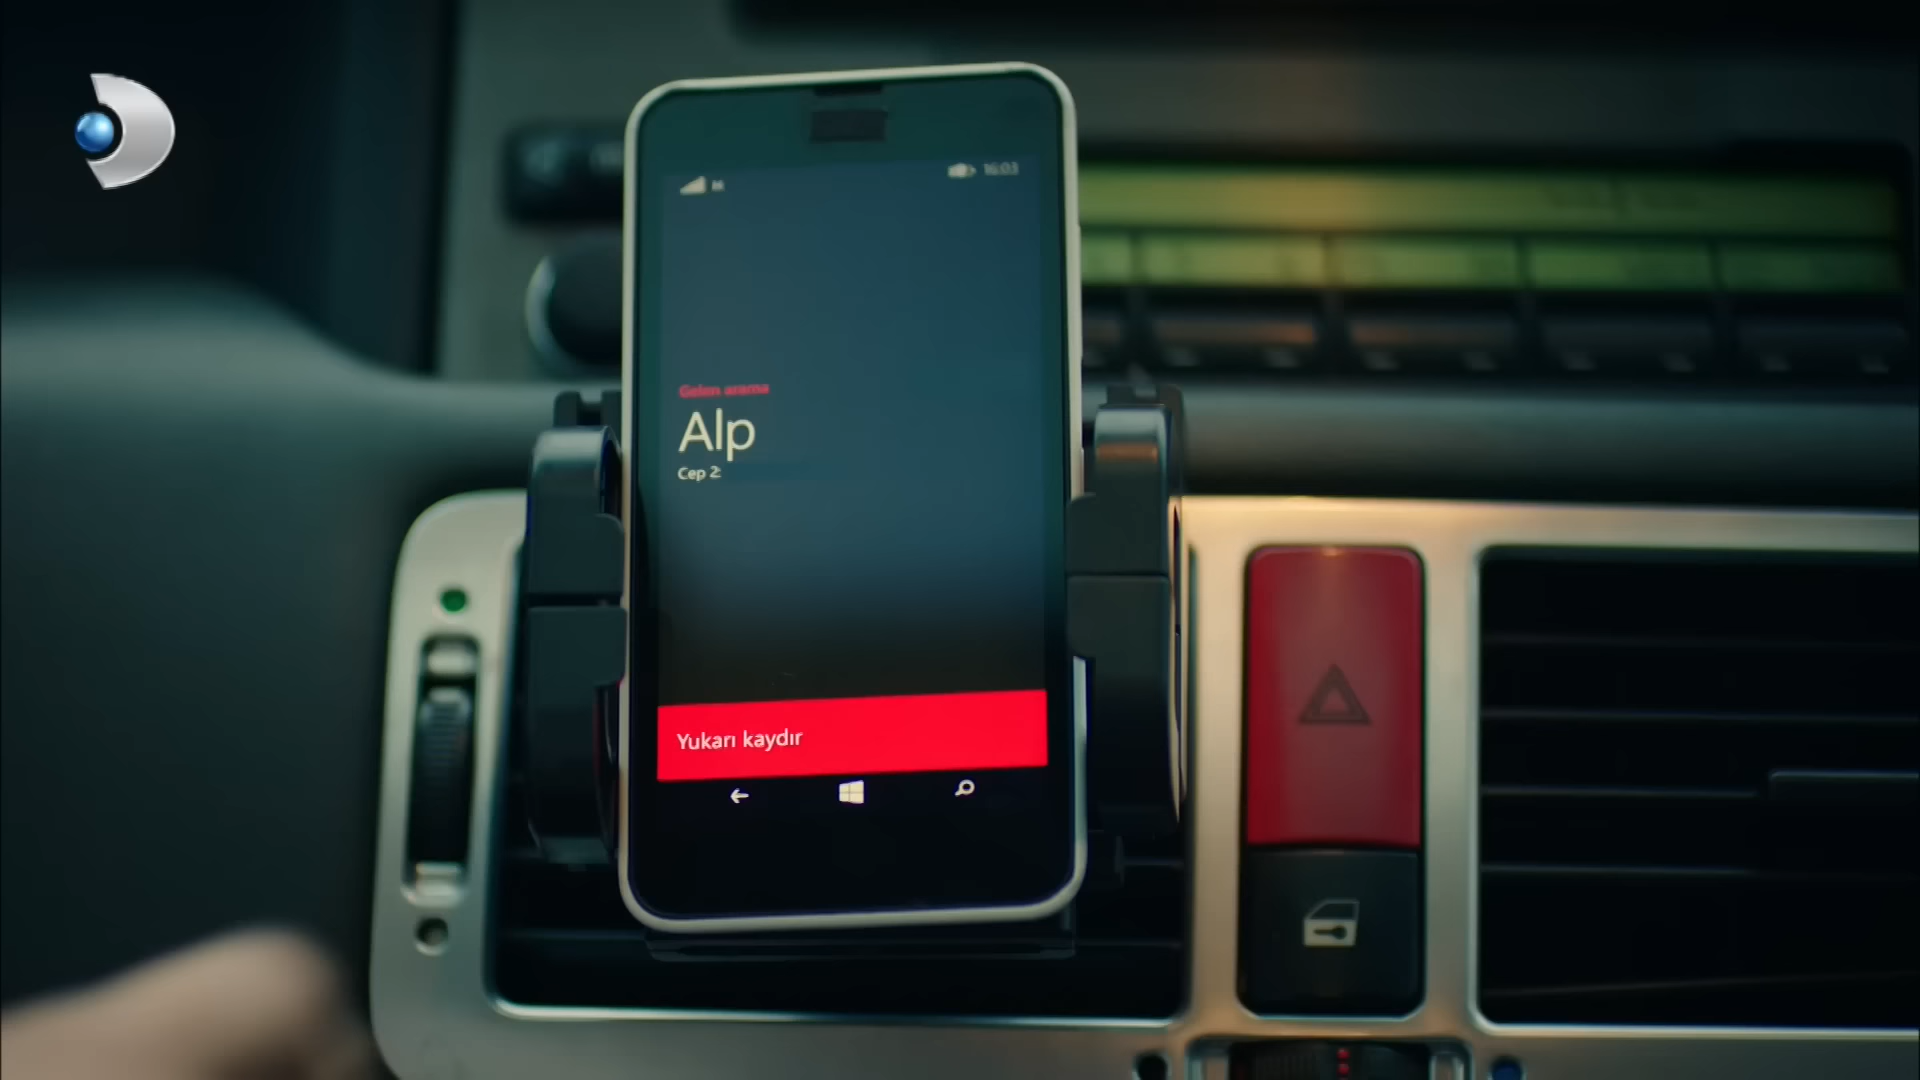 16:03
Gelen arama
Alp
Cep 2:
Yukarı kaydır